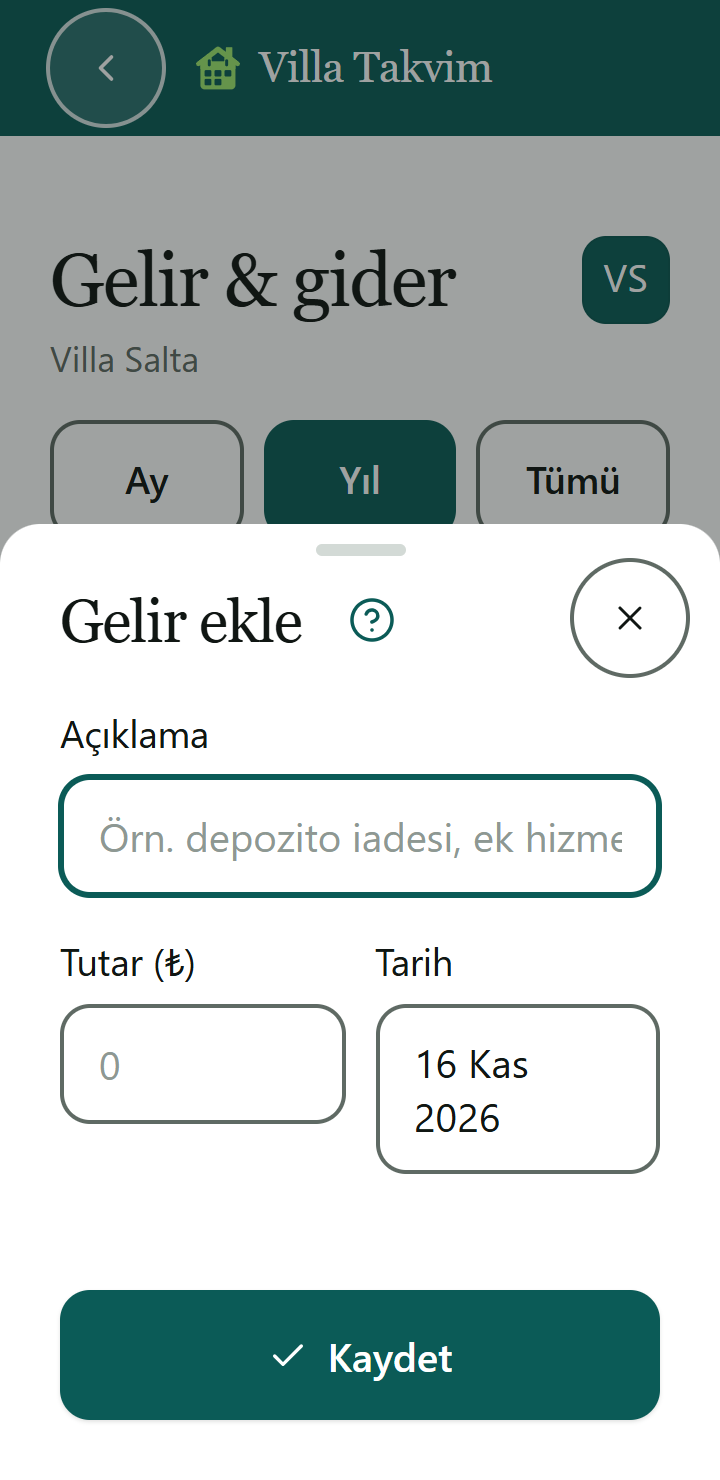 Villa Takvim
Gelir & gider
VS
Villa Salta
Ay
Yıl
Tümü
Gelir ekle
Açıklama
Örn. depozito iadesi, ek hizme
Tutar (₺)
Tarih
0
16 Kas
2026
Kaydet